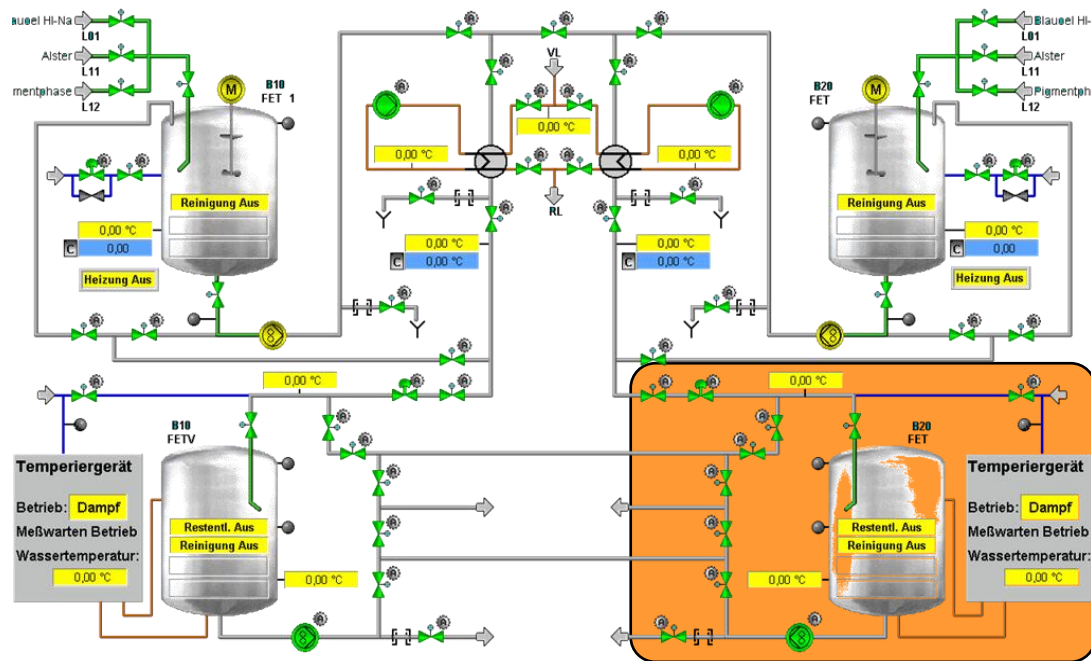 auoel HI-Na
L01
Alster
L11
mentphase
L12
B10
FET 1
M
Reinigung Aus
0,00 °C
C
0,00
Heizung Aus
VL
0,00 °C
0,00 °C
0,00 °C
RL
0,00 °C
C
0,00 °C
0,00 °C
C
0,00 °C
Blauoel HI-
L01
Alster
L11
Pigmentph
L12
B20
FET
M
Reinigung Aus
0,00 °C
C
0,00 °C
Heizung Aus
0,00 °C
B10
FETV
Temperiergerät
Betrieb: Dampf
Meßwarten Betrieb
Wassertemperatur:
0,00 °C
Restentl. Aus
Reinigung Aus
0,00 °C
0,00 °C
B20
FET
Restentl. Aus
Reinigung Aus
0,00 °C
Temperiergerät
Betrieb: Dampf
Meßwarten Betrieb
Wassertemperatur:
0,00 °C